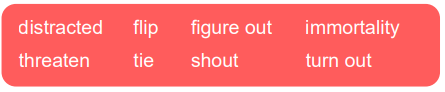 distracted flip figure out immortality
threaten tie shout turn out